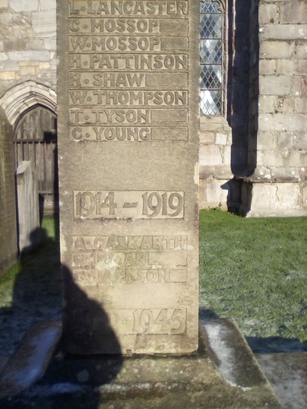 J. LANCASTER
C. MOSSOP
W. MOSSOP
H. PATTINSON
E. SHAW
W. THOMPSON
T. TYSON
C. YOUNG
1914-1919
1945